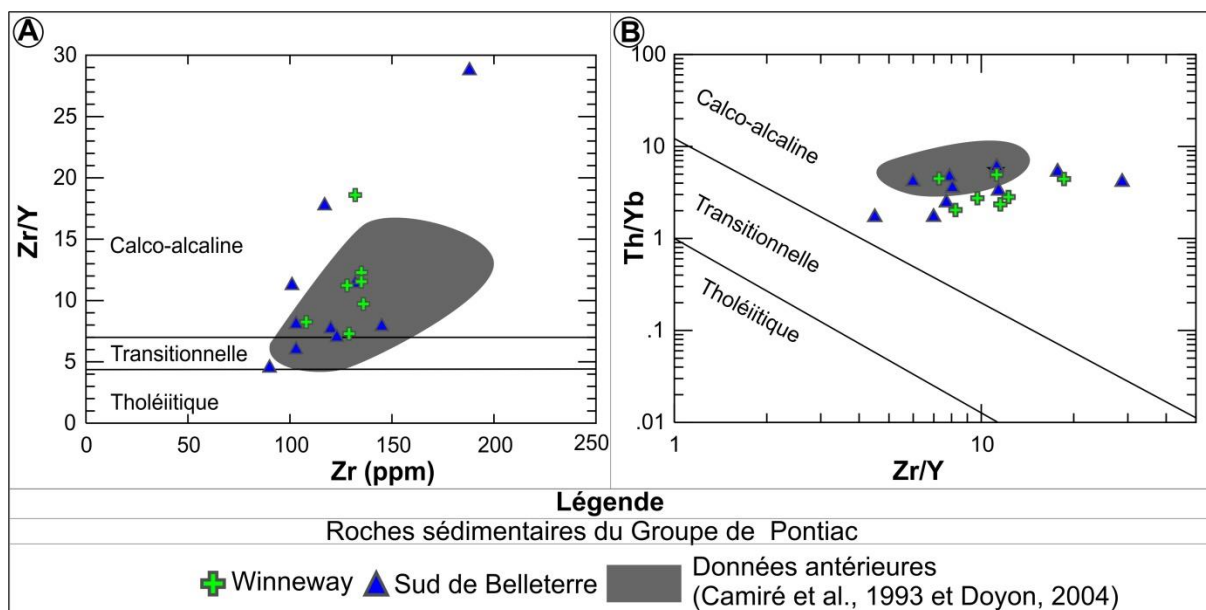 A
30
25
20
15
10
5
0
Zr/Y
Calco-alcaline
Transitionnelle
Tholéiitique
0 50 100 150 200 250
Zr (ppm)
B
100
10
1
.1
.01
Th/Yb
Calco-alcaline
Transitionnelle
Tholéiitique
1 10
Zr/Y
Légende
Roches sédimentaires du Groupe de Pontiac
Winneway
Sud de Belleterre
Données antérieures
(Camiré et al., 1993 et Doyon, 2004)